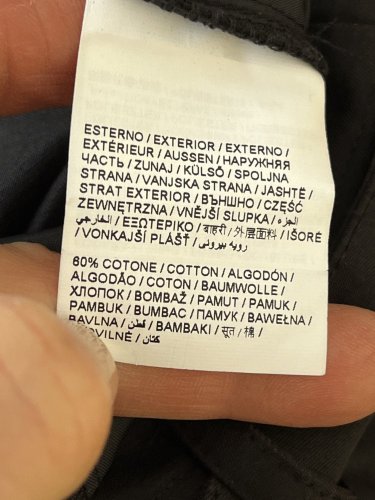 ESTERNO / EXTERIOR / EXTERNO /
EXTÉRIEUR / AUSSEN / НАРУЖНЯЯ
ЧАСТЬ / ZUNAJ / KÜLSŐ / SPOLJNA
STRANA / VANJSKA STRANA / JASHTË /
STRAT EXTERIOR / ВЪНШНО / CZĘŚĆ
ZEWNĘTRZNA / VNĚJŠÍ SLUPKA / الجزء
الخارجي / ΕΞΩΤΕΡΙΚΟ / बाहरी / 外层面料 / IŠORĖ
/ VONKAJŠÍ PLÁŠŤ / رویه بیرونی
60% COTONE / COTTON / ALGODÓN /
ALGODÃO / COTON / BAUMWOLLE /
ХЛОПОК / BOMBAŽ / PAMUT / PAMUK /
PAMBUK / BUMBAC / ПАМУК / BAWEŁNA /
BAVLNA / قطن / BAMBAKI / सूत / 棉 /
/ كتان